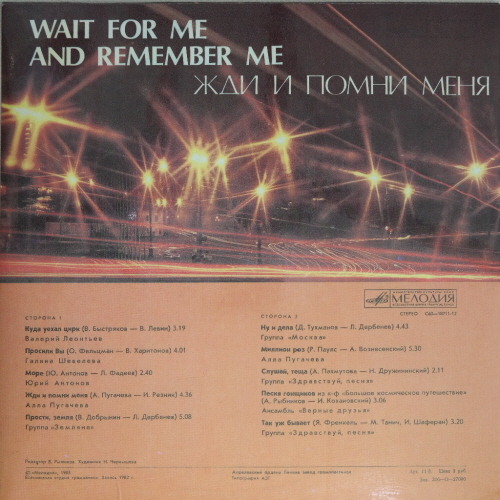 WAIT FOR ME
AND REMEMBER ME
ЖДИ И ПОМНИ МЕНЯ
МЕЛОДИЯ
СТЕРЕО
СТОРОНА 1
Куда уехал цирк (В. Быстряков — В. Левин) 3.19
Валерий Леонтьев
Просили Вы (О. Фельцман — В. Харитонов) 4.01
Галина Шевелева
Море (Ю. Антонов — Л. Фадеев) 2.40
Юрий Антонов
Жди и помни меня (А. Пугачева — И. Резник) 4.36
Алла Пугачева
Прости, земля (В. Добрынин — Л. Дербенев) 5.08
Группа «Земляне»
СТОРОНА 2
Ну и дела (Д. Тухманов — Л. Дербенев) 4.43
Группа «Москва»
Миллион роз (Р. Паулс — А. Вознесенский) 5.30
Алла Пугачева
Слушай, теща (А. Пахмутова — Н. Дружининский) 2.11
Группа «Здравствуй, песня»
Песня гонщиков из к-ф «Большое космическое путешествие»
(А. Рыбников — И. Кохановский) 3.06
Ансамбль «Верные друзья»
Так уж бывает (Я. Френкель — М. Танич, И. Шаферан) 3.20
Группа «Здравствуй, песня»